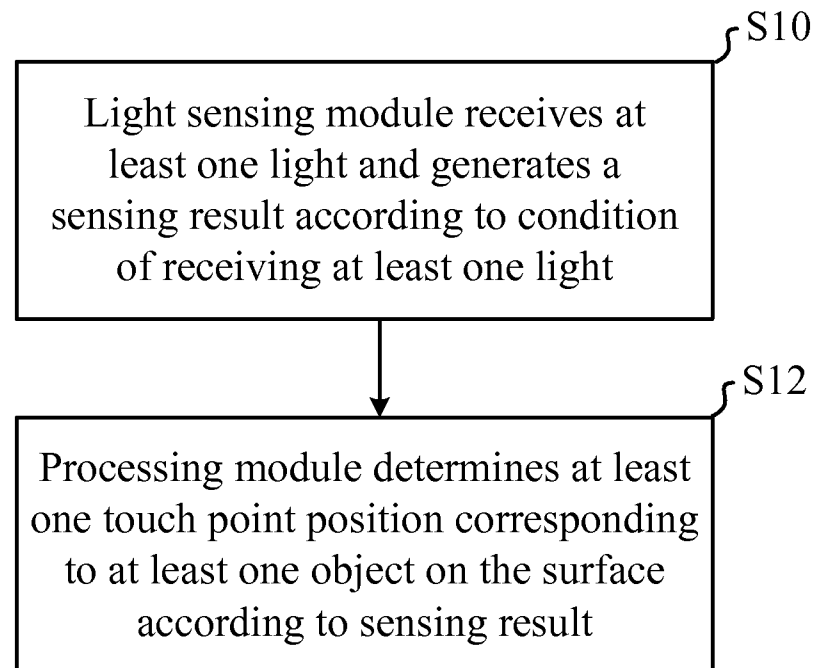 S10
Light sensing module receives at
least one light and generates a
sensing result according to condition
of receiving at least one light
S12
Processing module determines at least
one touch point position corresponding
to at least one object on the surface
according to sensing result